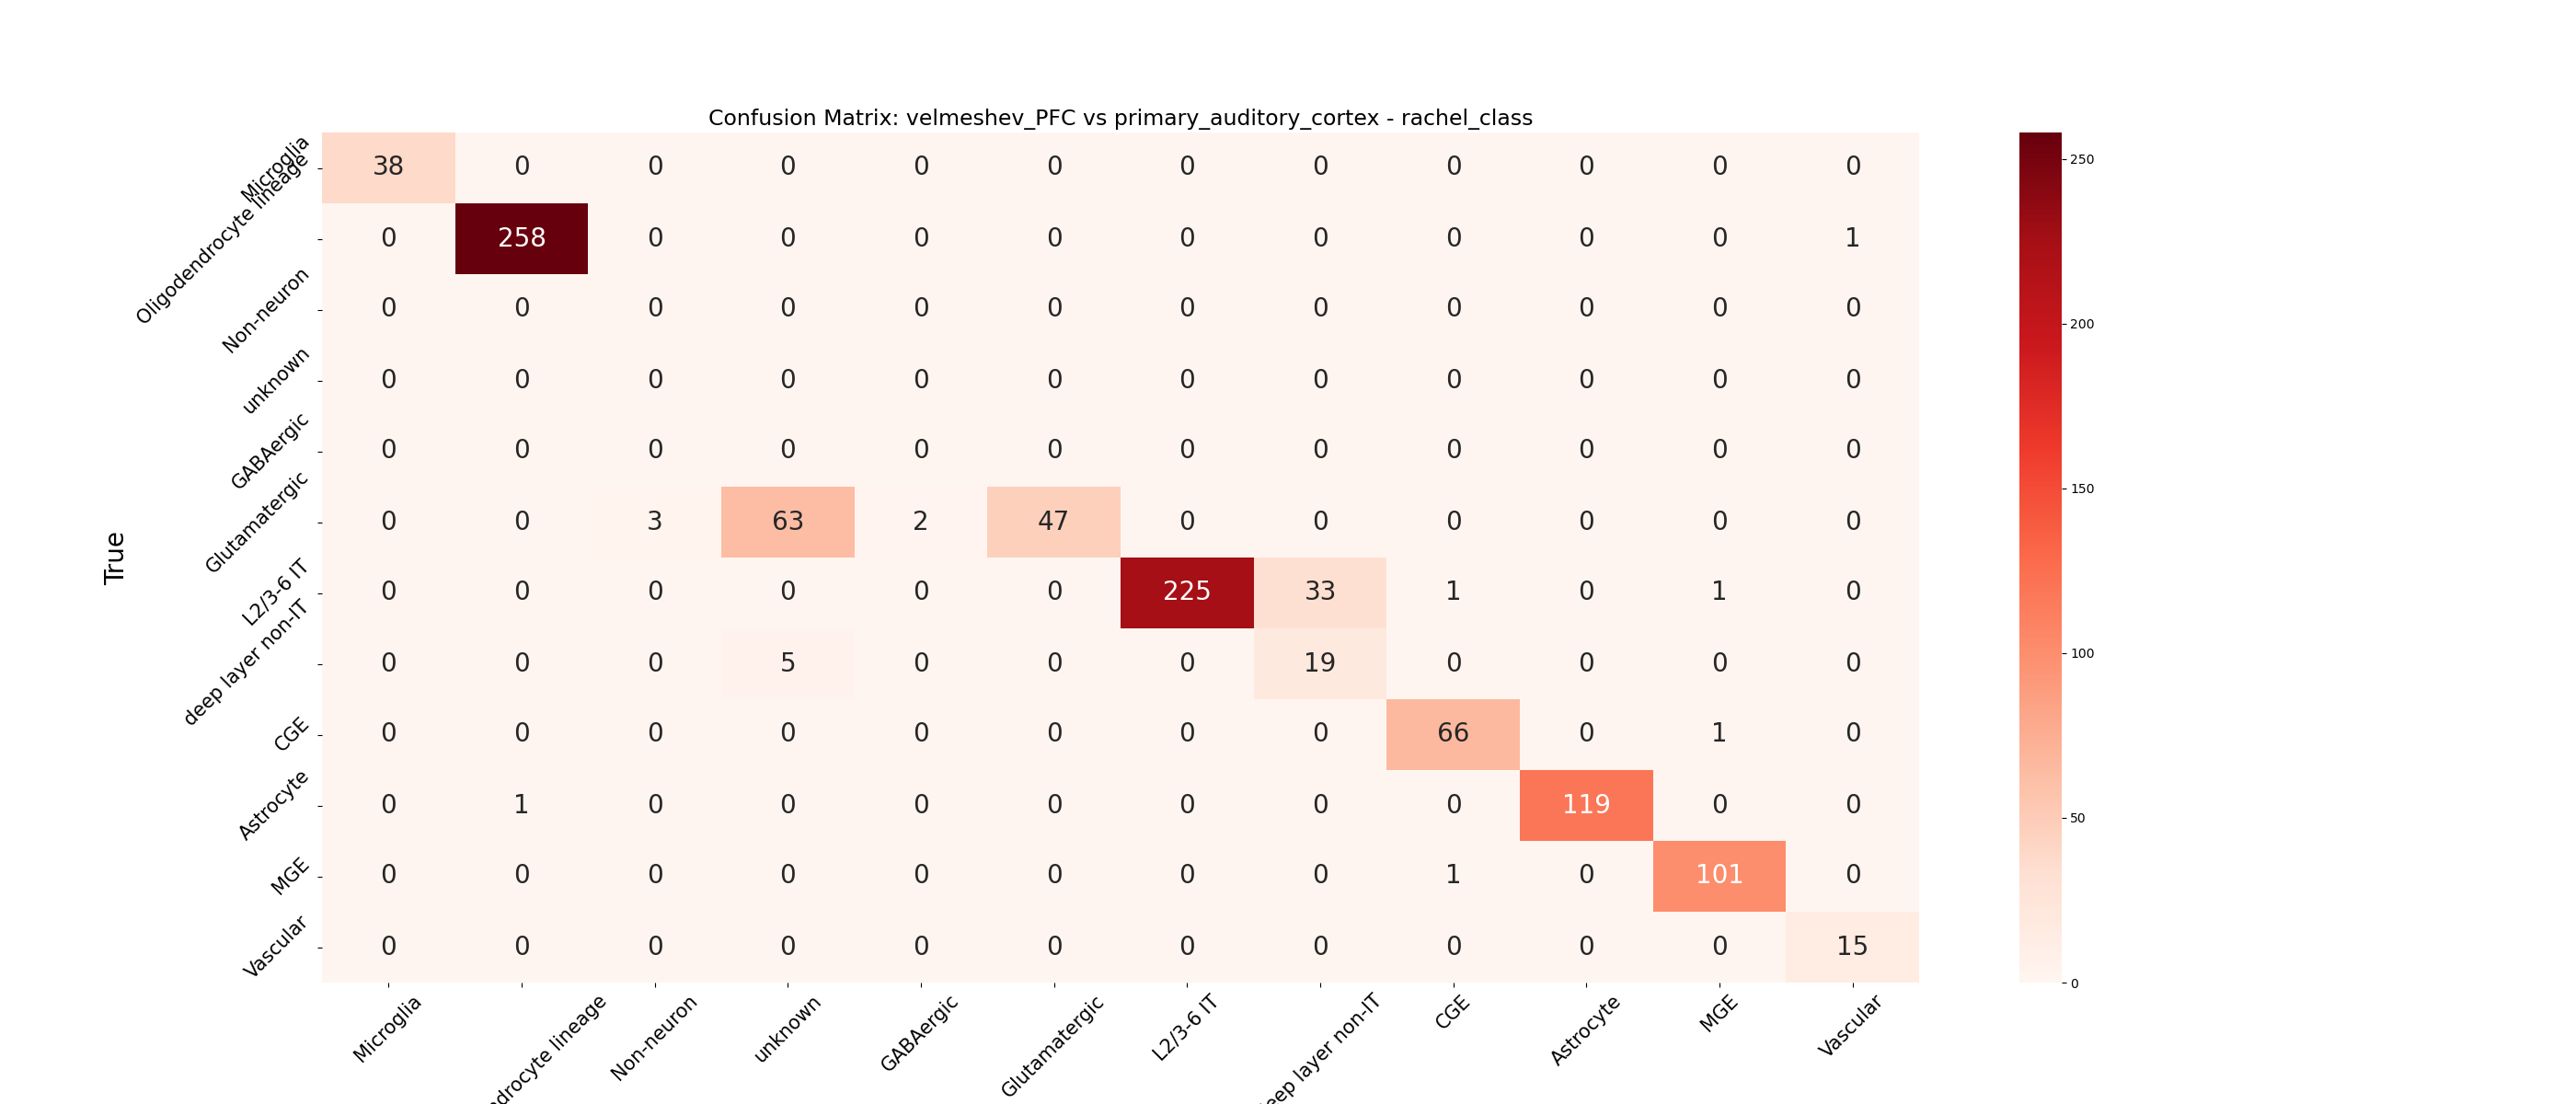 Confusion Matrix: velmeshev_PFC vs primary_auditory_cortex - rachel_class
True
Microglia 38 0 0 0 0 0 0 0 0 0 0 0
Oligodendrocyte lineage 0 258 0 0 0 0 0 0 0 0 0 1
Non-neuron 0 0 0 0 0 0 0 0 0 0 0 0
unknown 0 0 0 0 0 0 0 0 0 0 0 0
GABAergic 0 0 0 0 0 0 0 0 0 0 0 0
Glutamatergic 0 0 3 63 2 47 0 0 0 0 0 0
L2/3-6 IT 0 0 0 0 0 0 225 33 1 0 1 0
deep layer non-IT 0 0 0 5 0 0 0 19 0 0 0 0
CGE 0 0 0 0 0 0 0 0 66 0 1 0
Astrocyte 0 1 0 0 0 0 0 0 0 119 0 0
MGE 0 0 0 0 0 0 0 0 1 0 101 0
Vascular 0 0 0 0 0 0 0 0 0 0 0 15
Microglia
ndrocyte lineage
Non-neuron
unknown
GABAergic
Glutamatergic
L2/3-6 IT
eep layer non-IT
CGE
Astrocyte
MGE
Vascular
250
200
150
100
50
0